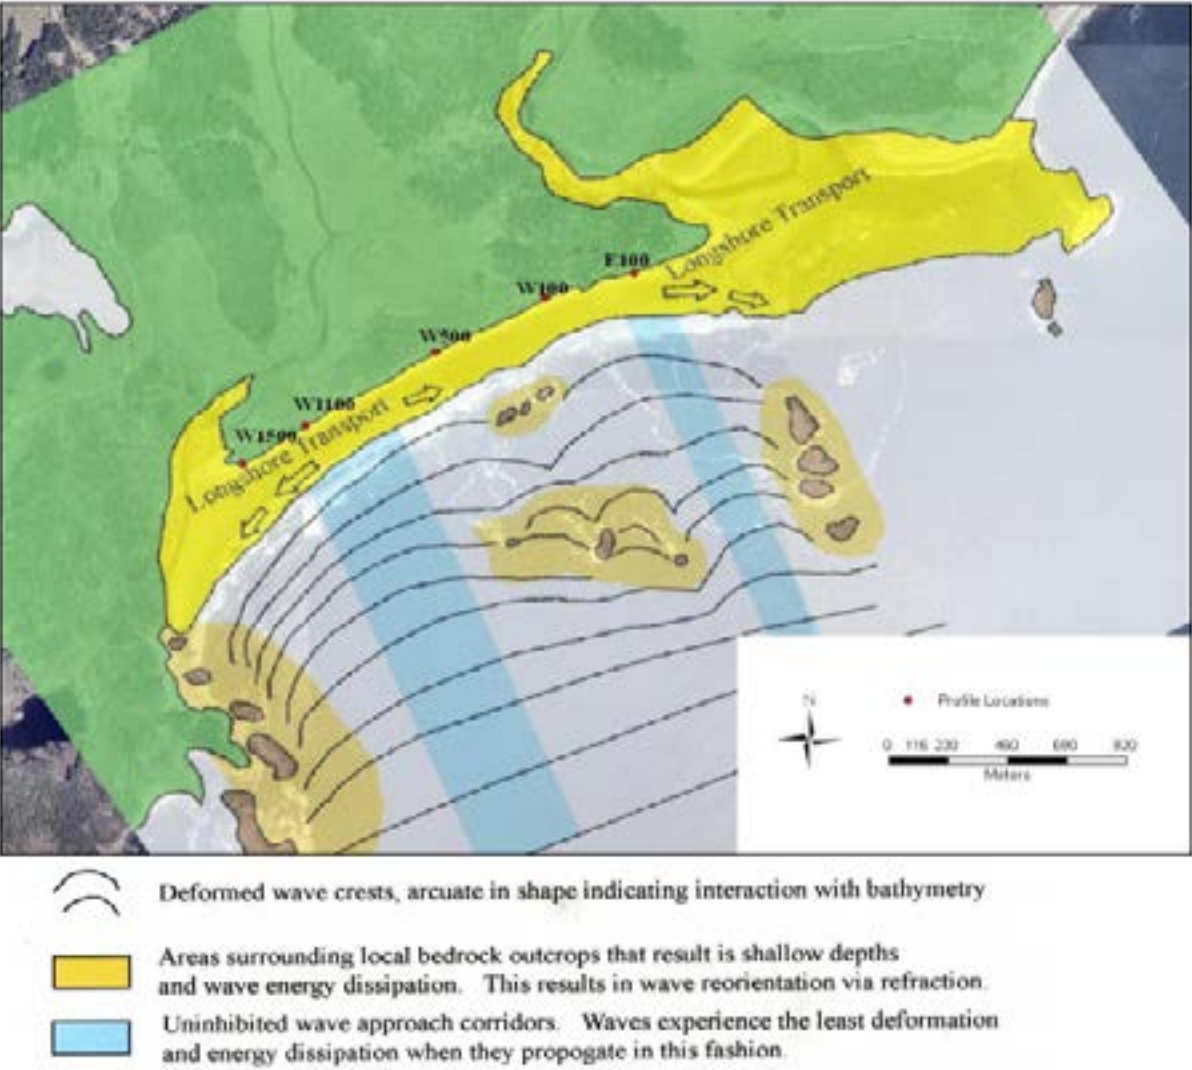 Longshore Transport
E100
W100
W500
W1100
W1500
Longshore Transport
N
Profile Locations
0 116 230 460 690 920
Meters
Deformed wave crests, arcuate in shape indicating interaction with bathymetry
Areas surrounding local bedrock outcrops that result is shallow depths
and wave energy dissipation. This results in wave reorientation via refraction.
Uninhibited wave approach corridors. Waves experience the least deformation
and energy dissipation when they propogate in this fashion.